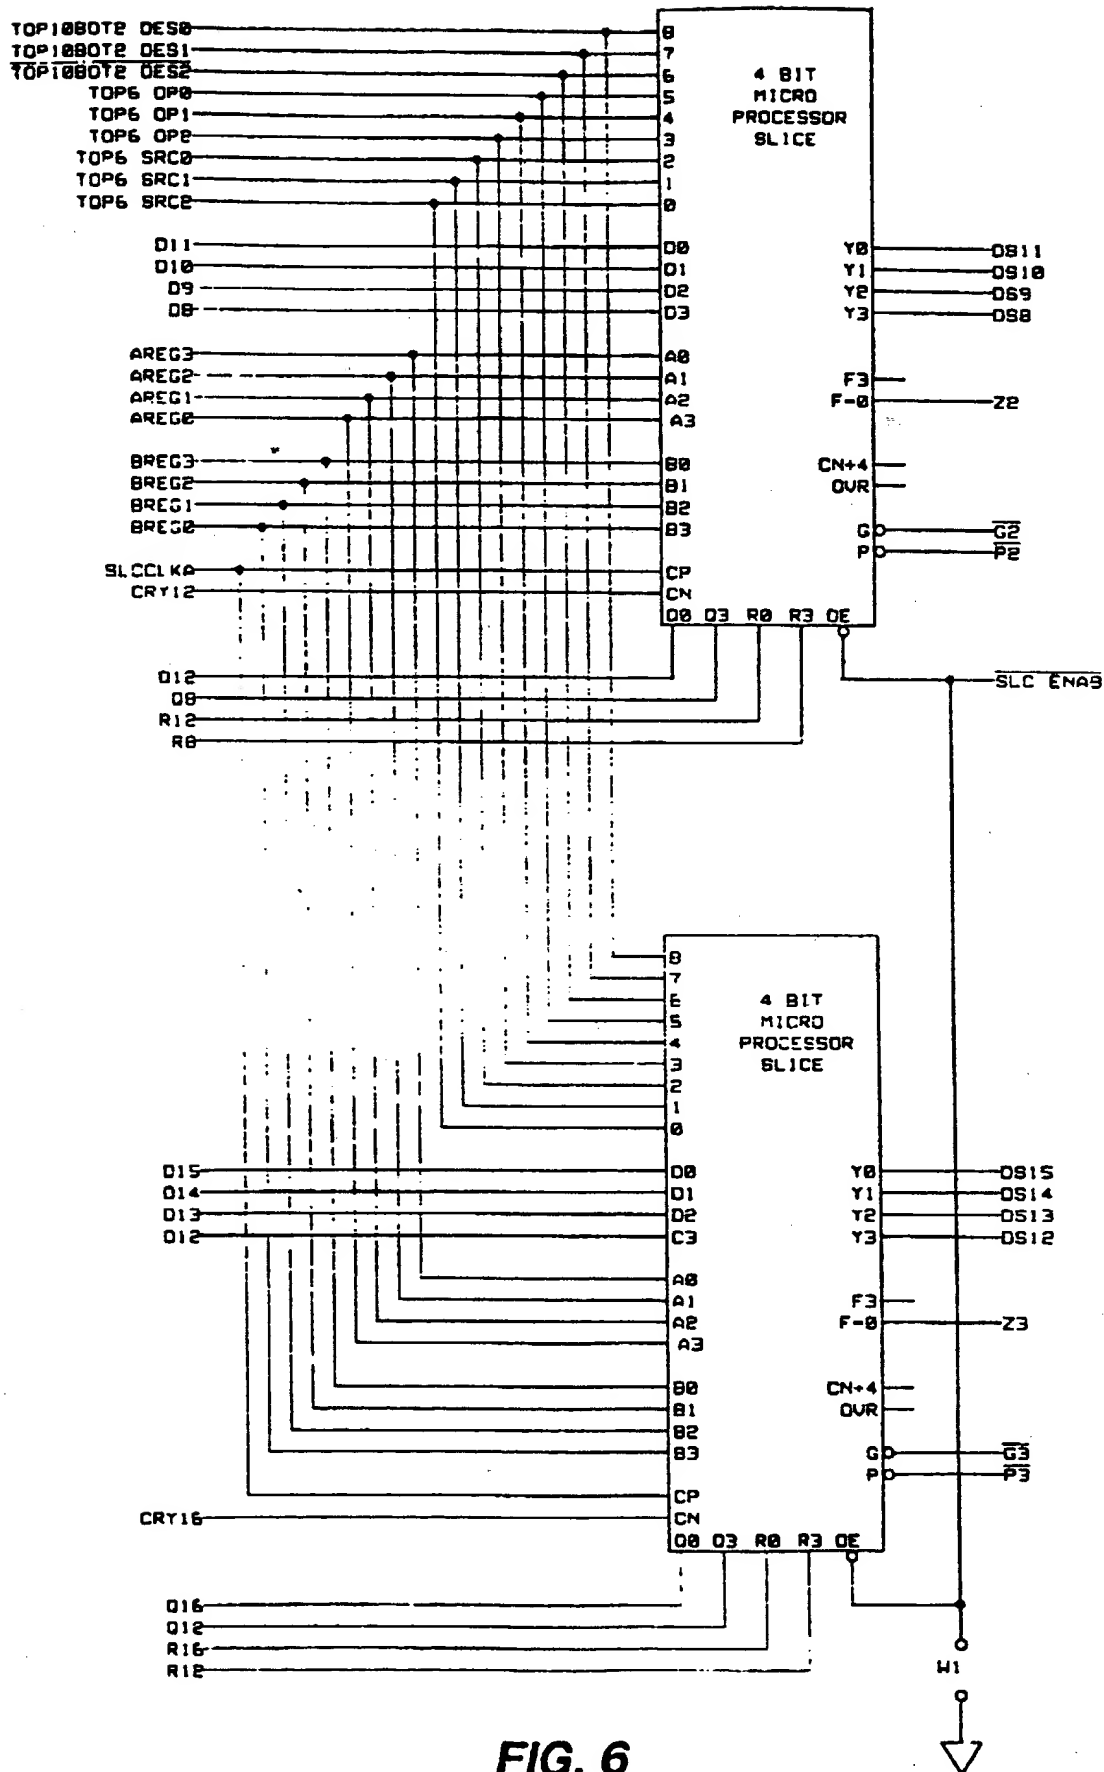 TOP10BOT2 DES0
TOP10BOT2 DES1
TOP10BOT2 DES2
TOP6 OP0
TOP6 OP1
TOP6 OP2
TOP6 SRC0
TOP6 SRC1
TOP6 SRC2
D11
D10
D9
D8
AREG3
AREG2
AREG1
AREG0
BREG3
BREG2
BREG1
BREG0
SLCCLKA
CRY12
8
7
6
5
4
3
2
1
0
D0
D1
D2
D3
A0
A1
A2
A3
B0
B1
B2
B3
CP
CN
4 BIT
MICRO
PROCESSOR
SLICE
Y0
Y1
Y2
Y3
F3
F=0
CN+4
OVR
G
P
Q0 Q3 R0 R3 OE
DS11
DS10
DS9
DS8
Z2
G2
P2
SLC ENAB
Q12
Q8
R12
R8
8
7
6
5
4
3
2
1
0
D0
D1
D2
C3
A0
A1
A2
A3
B0
B1
B2
B3
CP
CN
4 BIT
MICRO
PROCESSOR
SLICE
D15
D14
D13
D12
CRY16
Y0
Y1
Y2
Y3
F3
F=0
CN+4
OVR
G
P
Q0 Q3 R0 R3 OE
DS15
DS14
DS13
DS12
Z3
G3
P3
Q16
Q12
R16
R12
W1
FIG. 6